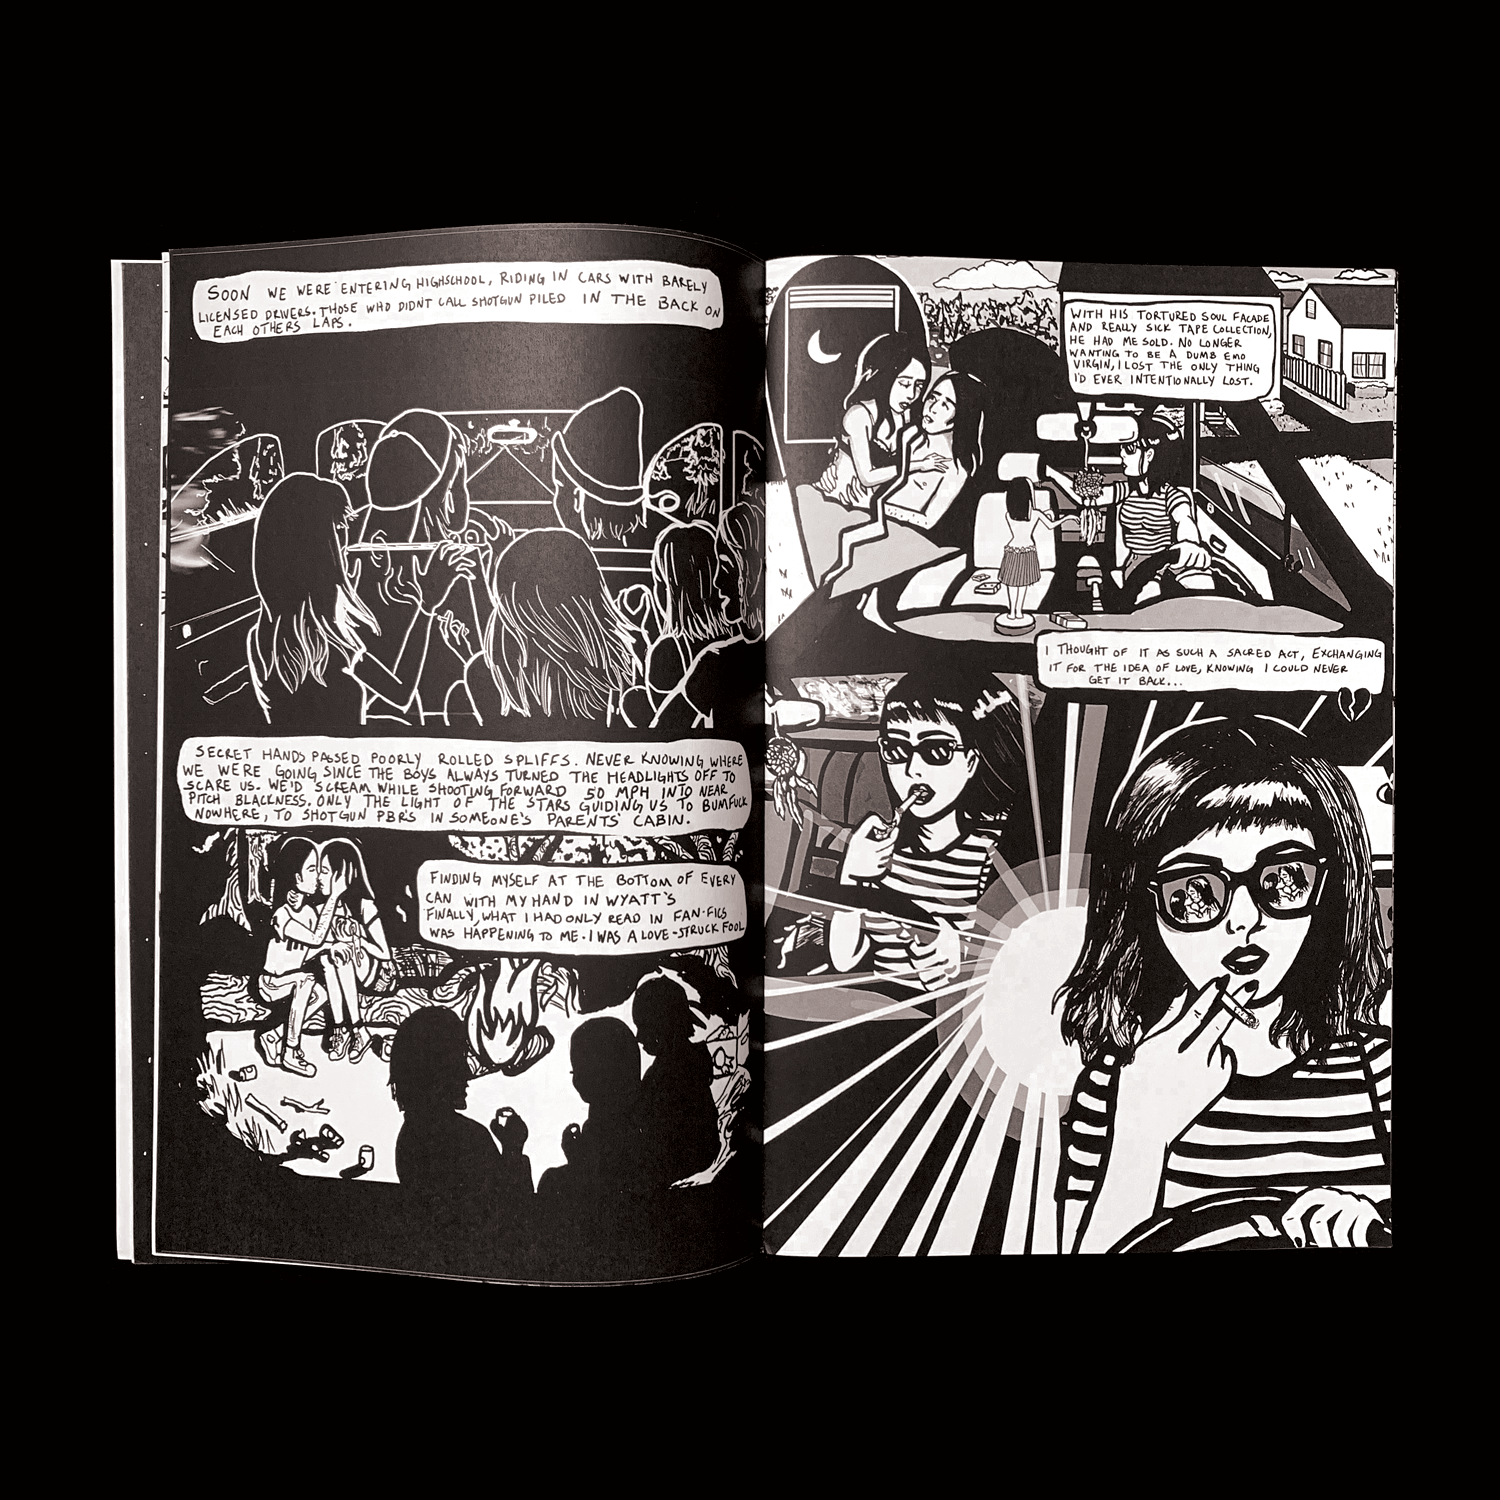 SOON WE WERE ENTERING HIGHSCHOOL, RIDING IN CARS WITH BARELY
LICENSED DRIVERS. THOSE WHO DIDNT CALL SHOTGUN PILED IN THE BACK ON
EACH OTHERS LAPS.
SECRET HANDS PASSED POORLY ROLLED SPLIFFS. NEVER KNOWING WHERE
WE WERE GOING SINCE THE BOYS ALWAYS TURNED THE HEADLIGHTS OFF TO
SCARE US. WE'D SCREAM WHILE SHOOTING FORWARD 50 MPH INTO NEAR
PITCH BLACKNESS. ONLY THE LIGHT OF THE STARS GUIDING US TO BUMFUCK
NOWHERE, TO SHOTGUN PBR'S IN SOMEONE'S PARENTS' CABIN.
FINDING MYSELF AT THE BOTTOM OF EVERY
CAN WITH MY HAND IN WYATT'S
FINALLY, WHAT I HAD ONLY READ IN FAN-FICS
WAS HAPPENING TO ME. I WAS A LOVE-STRUCK FOOL
WITH HIS TORTURED SOUL FACADE
AND REALLY SICK TAPE COLLECTION,
HE HAD ME SOLD. NO LONGER
WANTING TO BE A DUMB EMO
VIRGIN, I LOST THE ONLY THING
I'D EVER INTENTIONALLY LOST.
I THOUGHT OF IT AS SUCH A SACRED ACT, EXCHANGING
IT FOR THE IDEA OF LOVE, KNOWING I COULD NEVER
GET IT BACK...